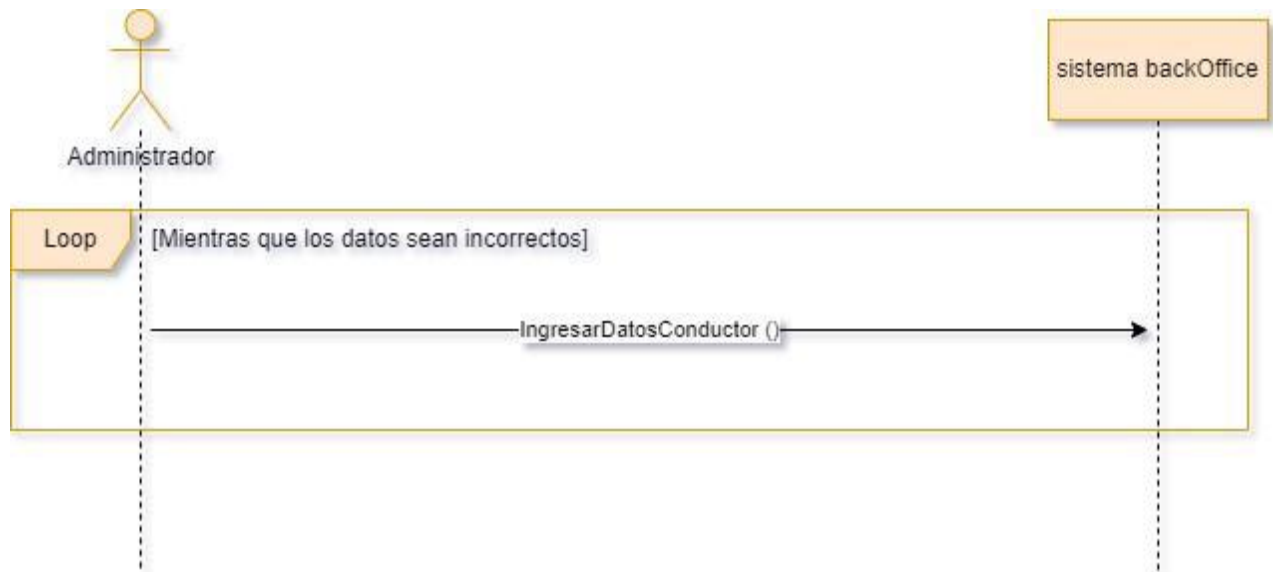 sistema backOffice
Administrador
Loop
[Mientras que los datos sean incorrectos]
IngresarDatosConductor ()